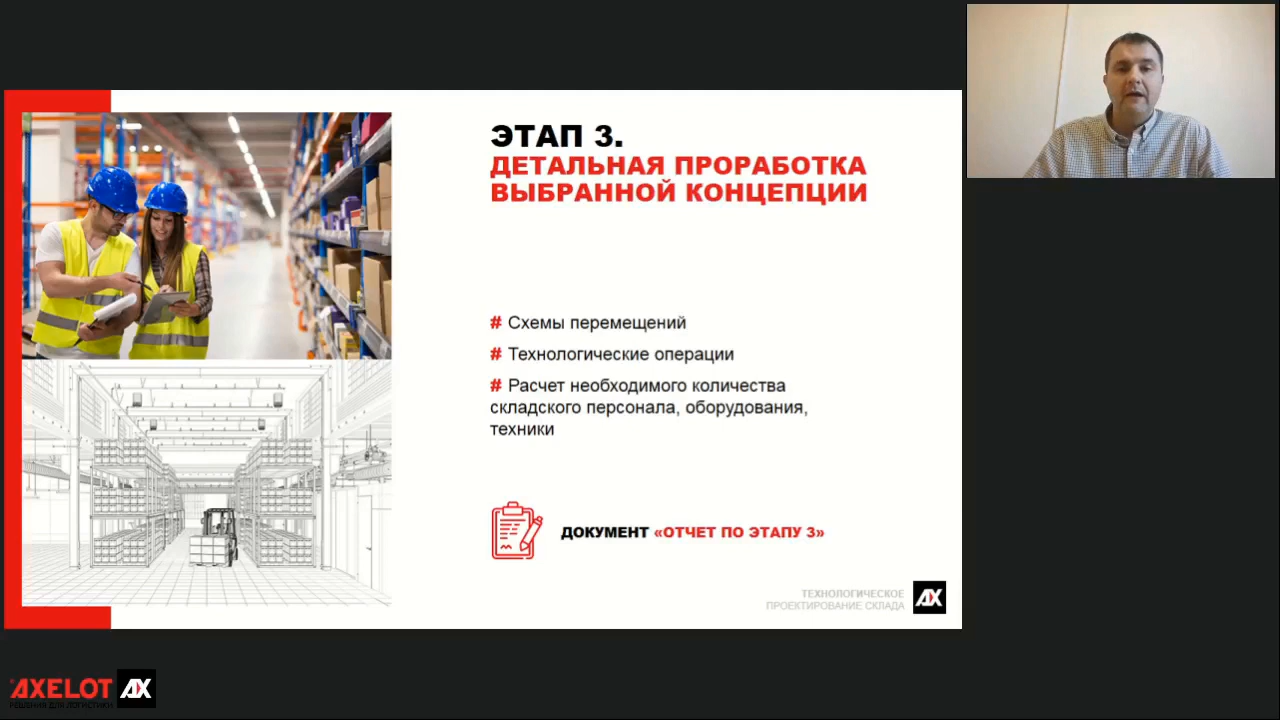 ЭТАП 3.
ДЕТАЛЬНАЯ ПРОРАБОТКА
ВЫБРАННОЙ КОНЦЕПЦИИ
# Схемы перемещений
# Технологические операции
# Расчет необходимого количества
складского персонала, оборудования,
техники
ДОКУМЕНТ «ОТЧЕТ ПО ЭТАПУ 3»
ТЕХНОЛОГИЧЕСКОЕ
ПРОЕКТИРОВАНИЕ СКЛАДА
AX
AXELOT AX
РЕШЕНИЯ ДЛЯ ЛОГИСТИКИ